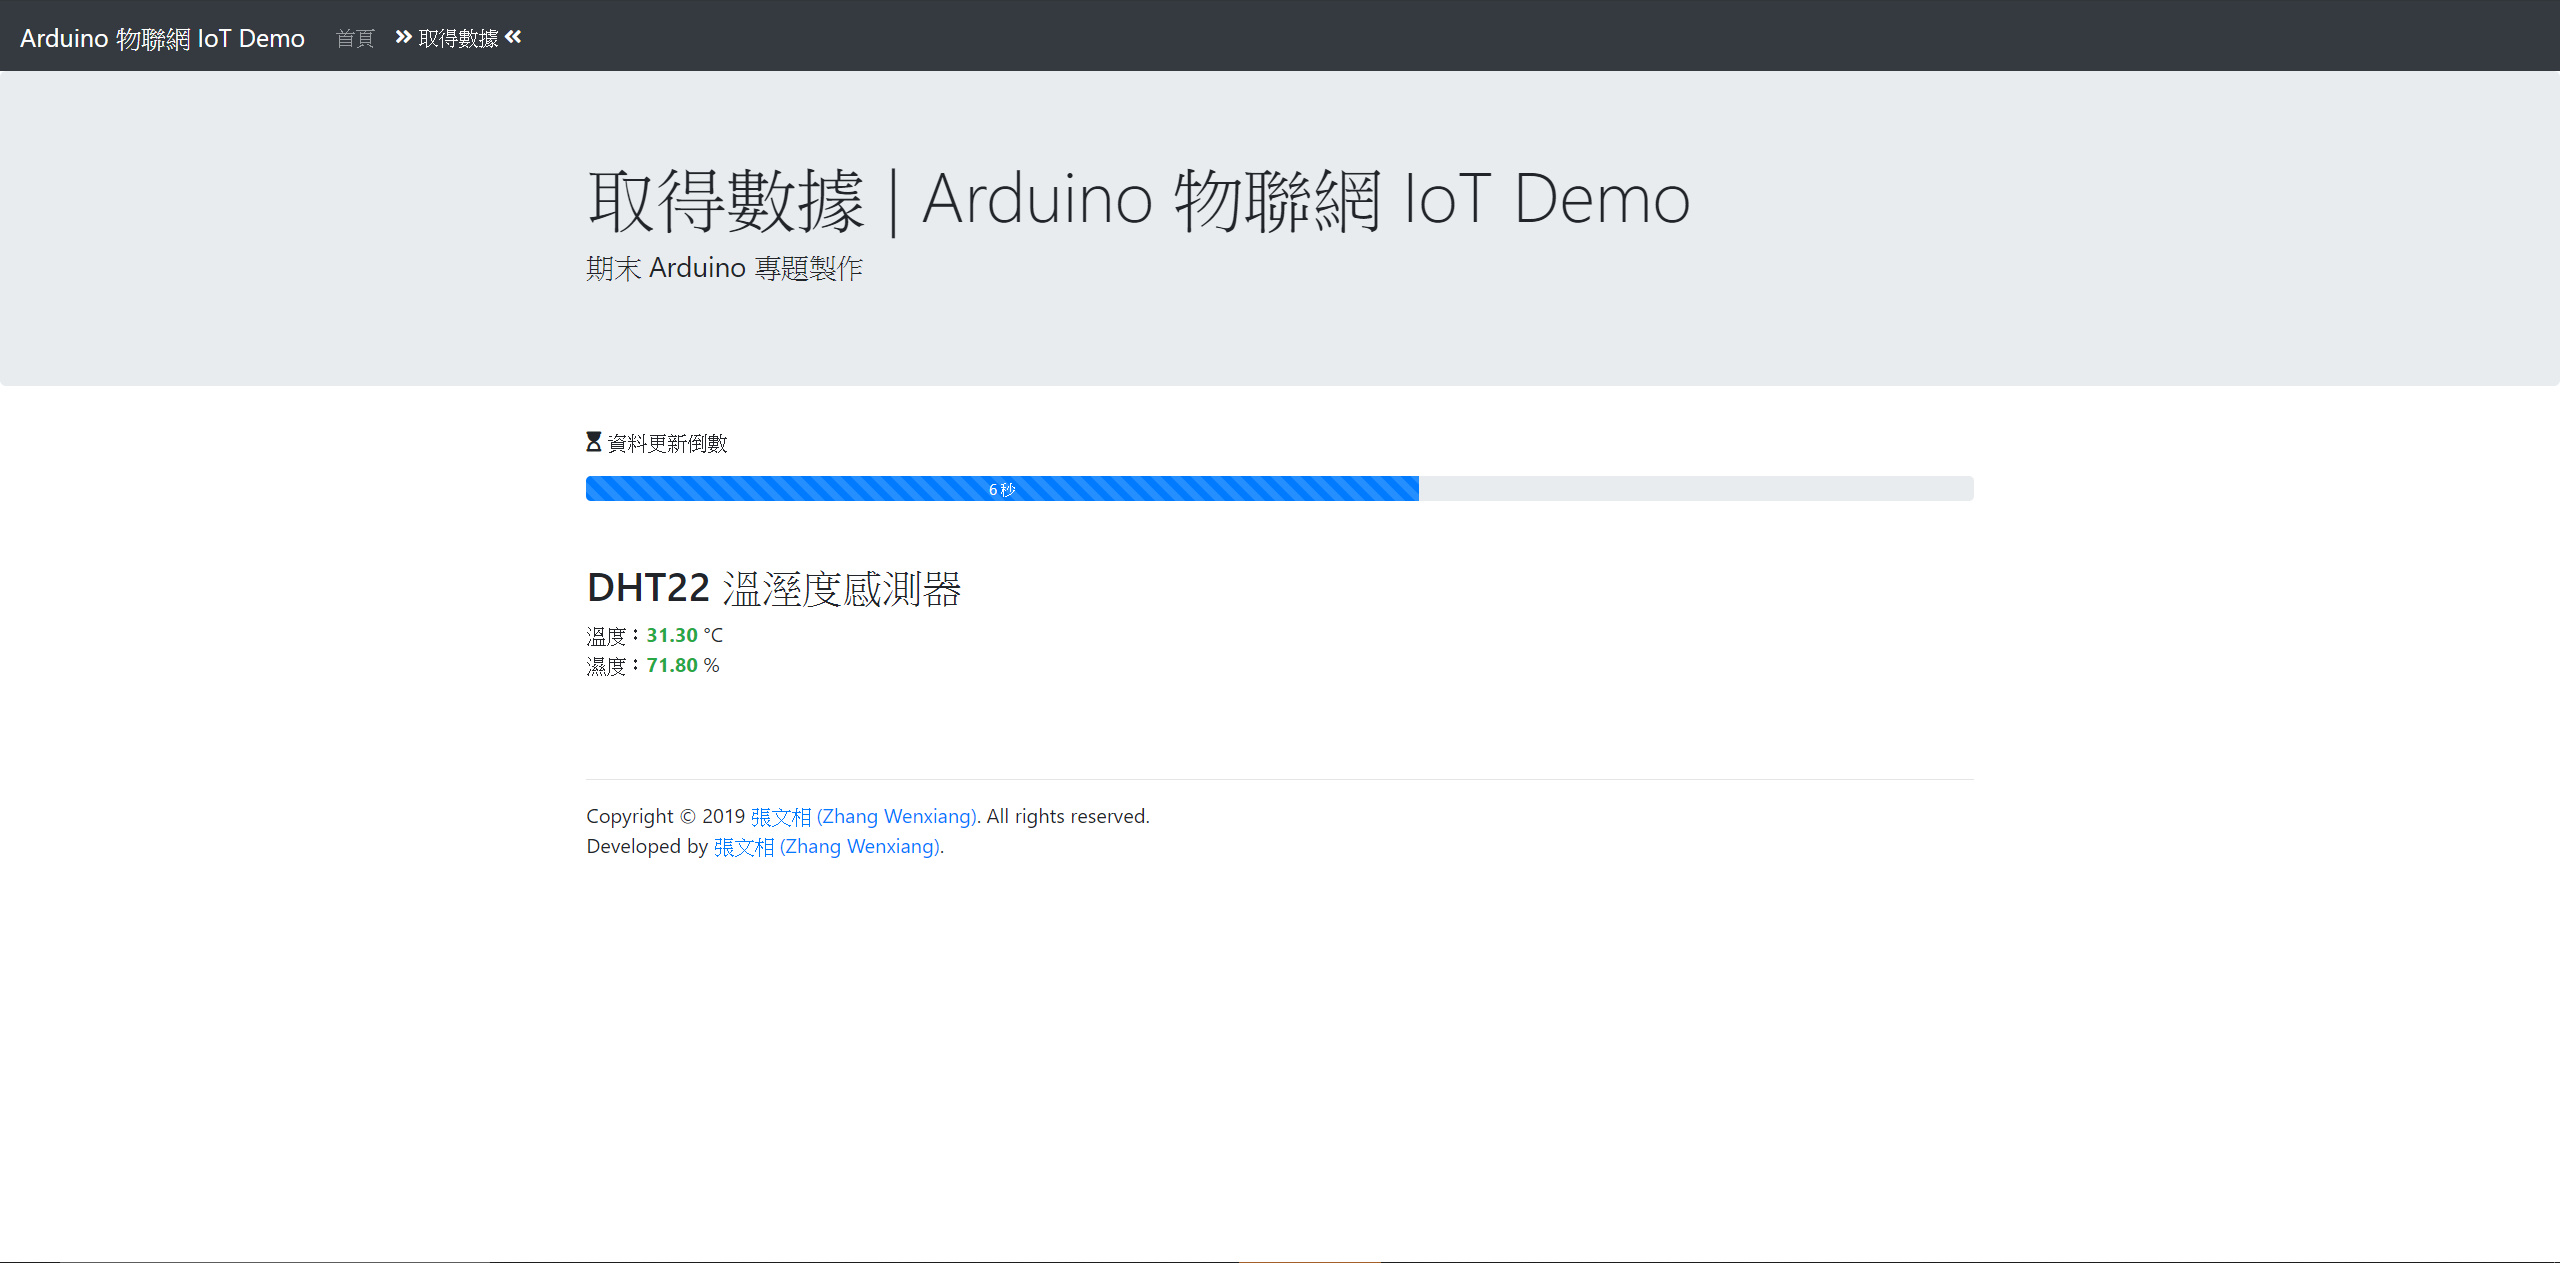 Arduino 物聯網 IoT Demo 首頁 取得數據
取得數據 | Arduino 物聯網 IoT Demo
期末 Arduino 專題製作
資料更新倒數
6 秒
DHT22 溫溼度感測器
溫度：31.30 °C
濕度：71.80 %
Copyright © 2019 張文相 (Zhang Wenxiang). All rights reserved.
Developed by 張文相 (Zhang Wenxiang).